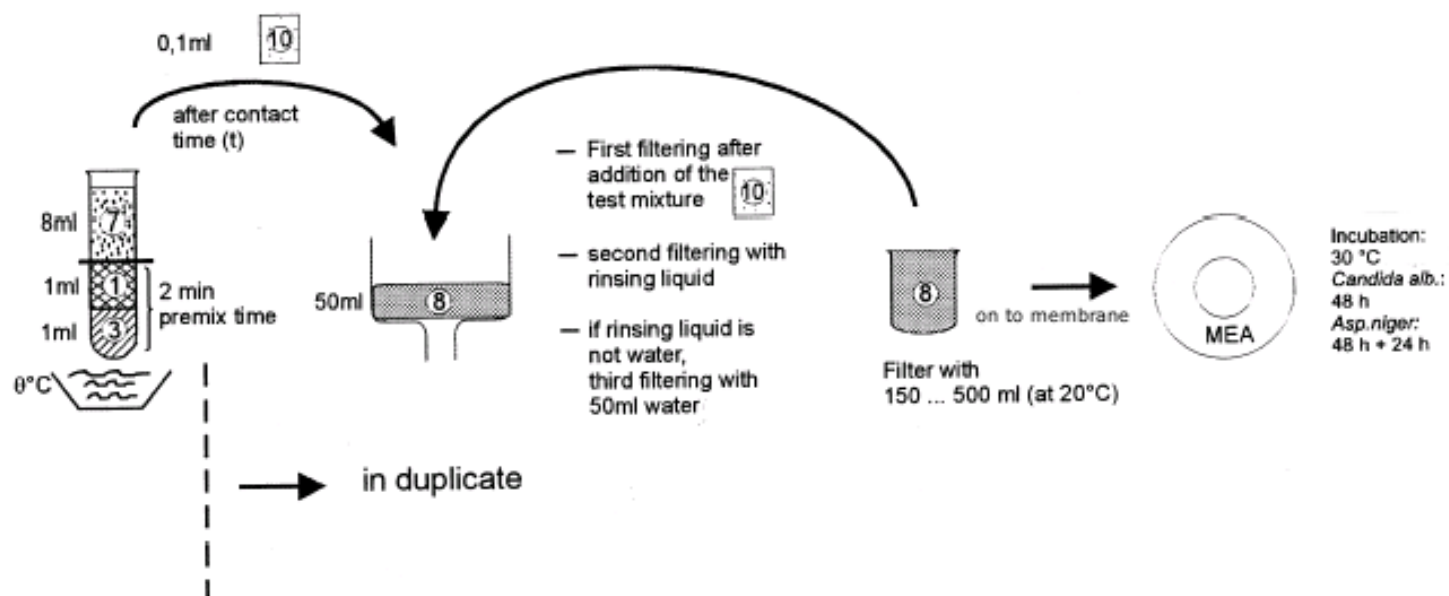 0,1ml
10
after contact
time (t)
8ml
7
1ml
1
1ml
3
2 min
premix time
θ°C
50ml
8
— First filtering after
addition of the
test mixture
10
— second filtering with
rinsing liquid
— if rinsing liquid is
not water,
third filtering with
50ml water
8
Filter with
150 ... 500 ml (at 20°C)
on to membrane
MEA
Incubation:
30 °C
Candida alb.:
48 h
Asp.niger:
48 h + 24 h
in duplicate